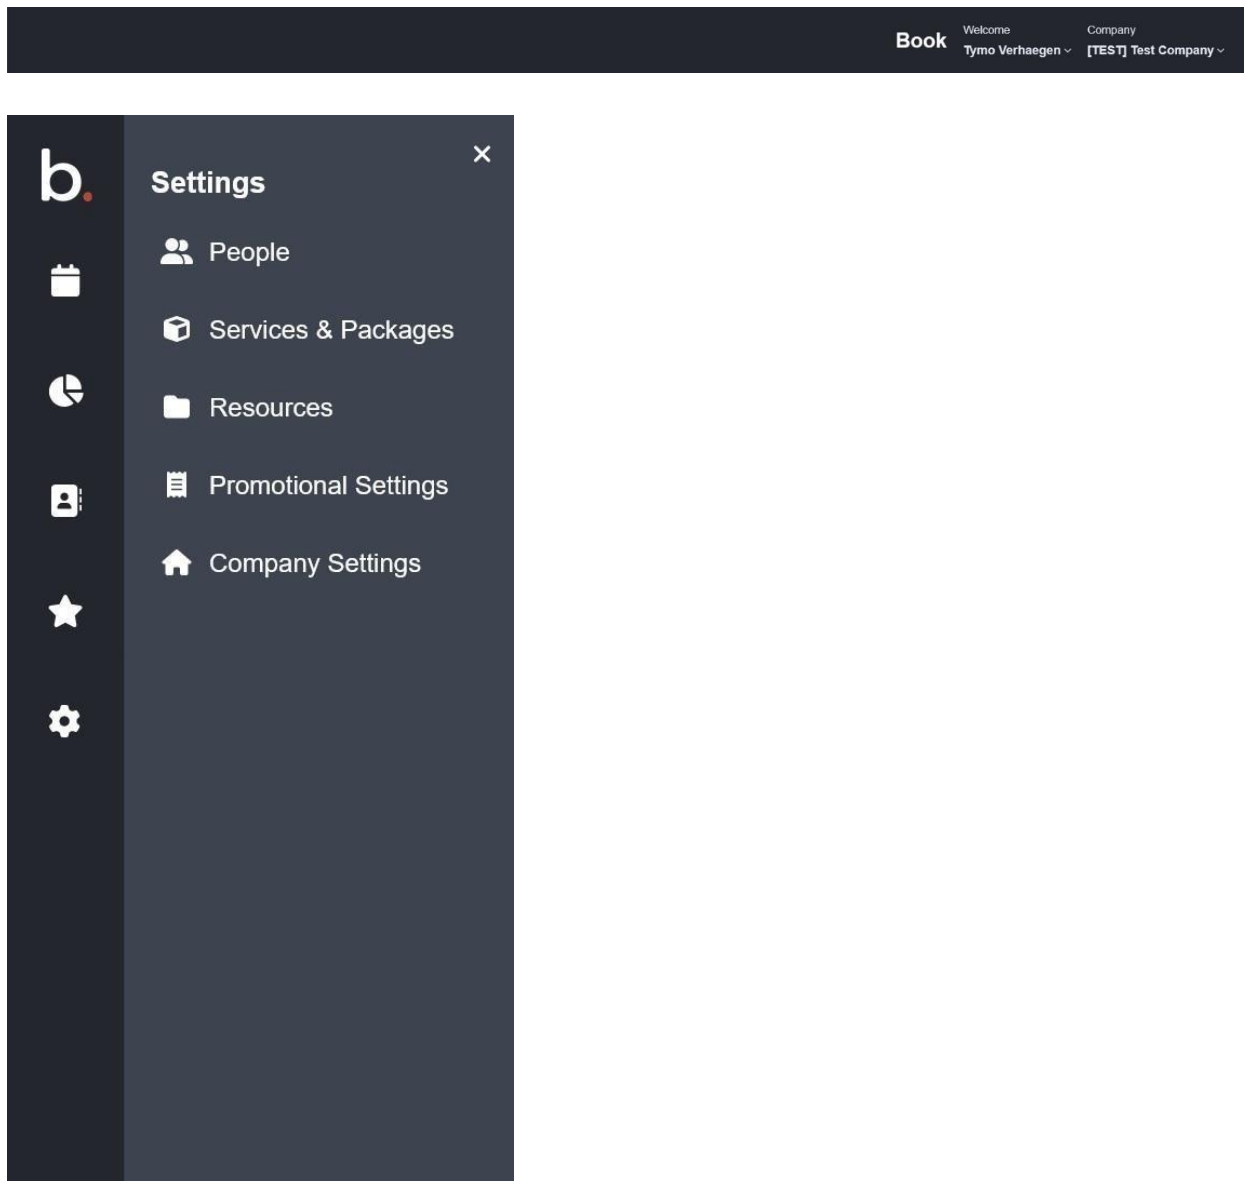 Book
Welcome
Tymo Verhaegen
Company
[TEST] Test Company
b.
Settings
People
Services & Packages
Resources
Promotional Settings
Company Settings